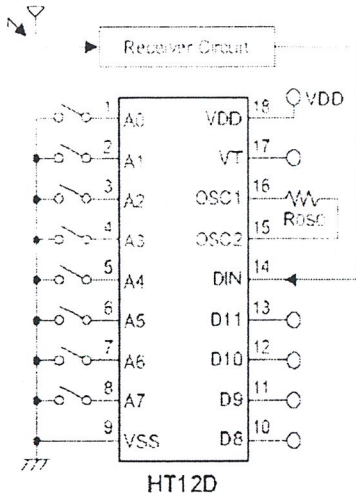 Receiver Circuit
VDD
1 A0 VDD 18
2 A1 VT 17
3 A2 OSC1 16
ROSC
4 A3 OSC2 15
5 A4 DIN 14
6 A5 D11 13
7 A6 D10 12
8 A7 D9 11
9 VSS D8 10
HT12D